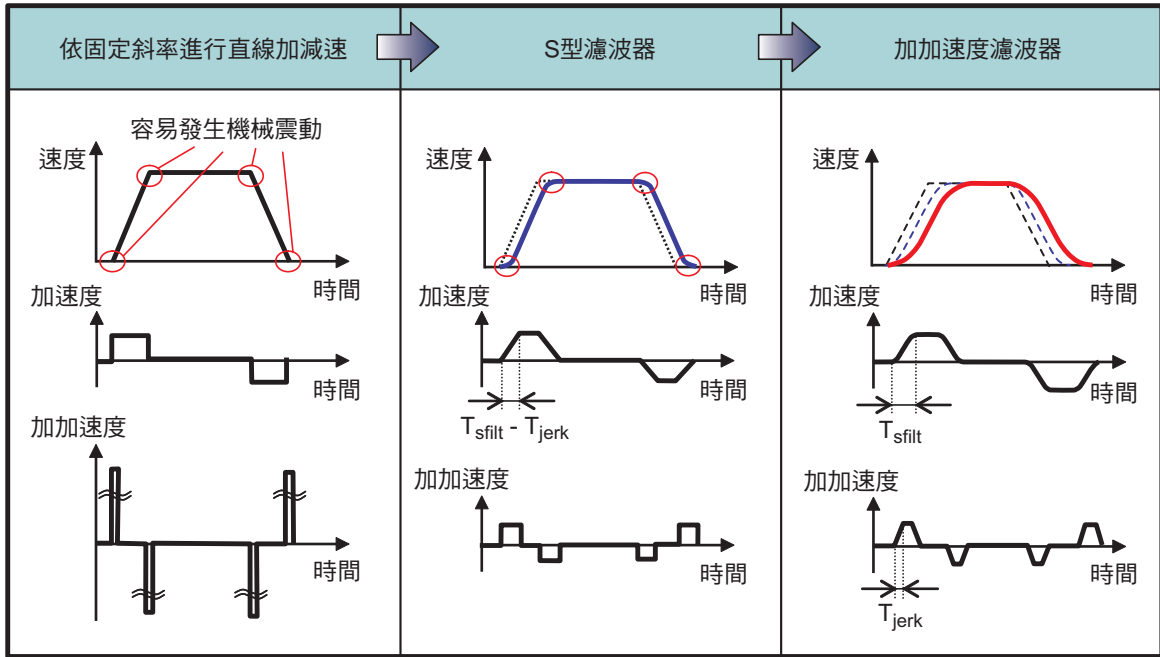 依固定斜率進行直線加減速
S型濾波器
加加速度濾波器
容易發生機械震動
速度
時間
加速度
時間
加加速度
時間
速度
時間
加速度
時間
Tsfilt - Tjerk
加加速度
時間
速度
時間
加速度
時間
Tsfilt
加加速度
時間
Tjerk